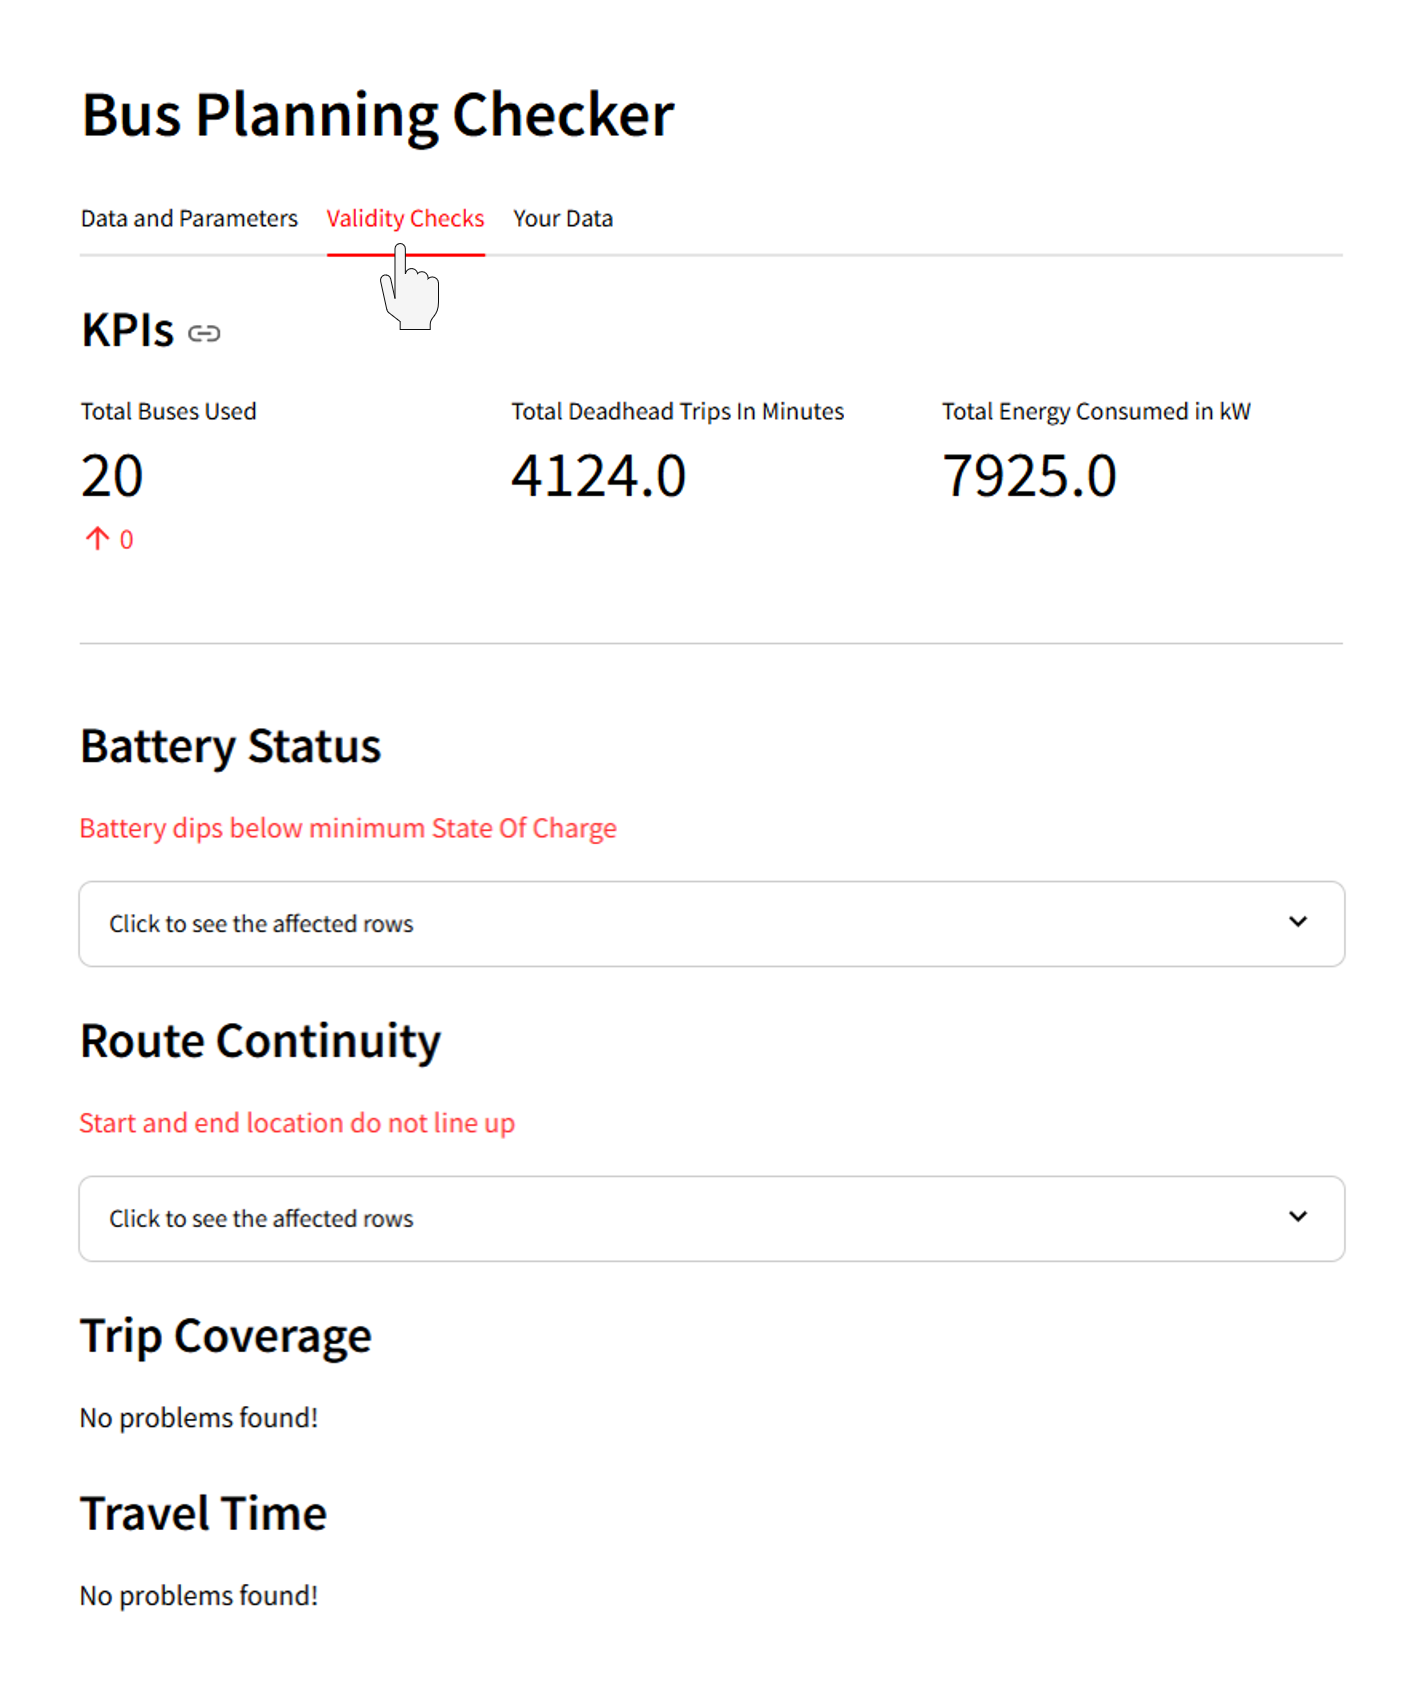 Bus Planning Checker
Data and Parameters Validity Checks Your Data
KPIs
Total Buses Used Total Deadhead Trips In Minutes Total Energy Consumed in kW
20 4124.0 7925.0
↑ 0
Battery Status
Battery dips below minimum State Of Charge
Click to see the affected rows
Route Continuity
Start and end location do not line up
Click to see the affected rows
Trip Coverage
No problems found!
Travel Time
No problems found!